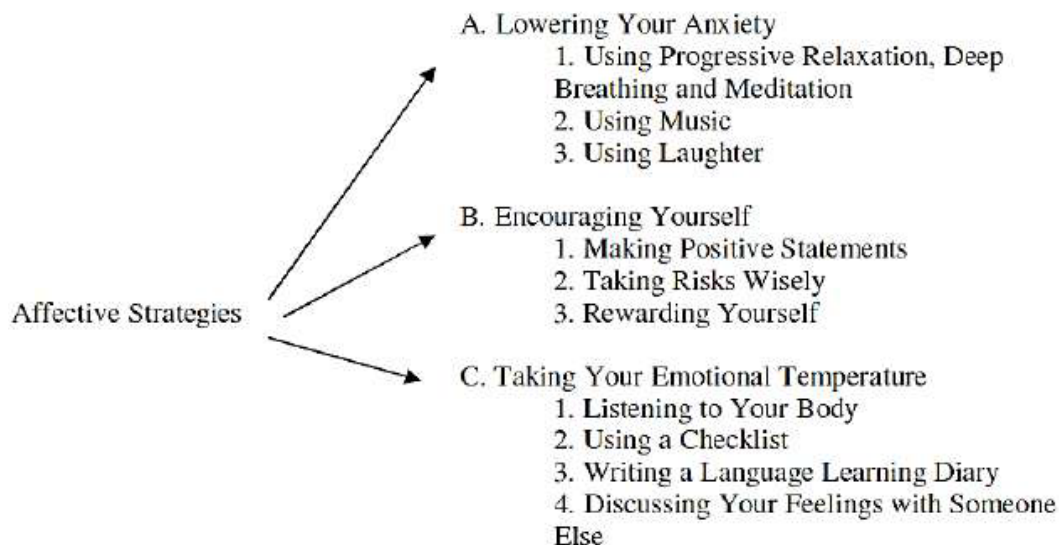 A. Lowering Your Anxiety
1. Using Progressive Relaxation, Deep
Breathing and Meditation
2. Using Music
3. Using Laughter
B. Encouraging Yourself
1. Making Positive Statements
2. Taking Risks Wisely
3. Rewarding Yourself
Affective Strategies
C. Taking Your Emotional Temperature
1. Listening to Your Body
2. Using a Checklist
3. Writing a Language Learning Diary
4. Discussing Your Feelings with Someone
Else